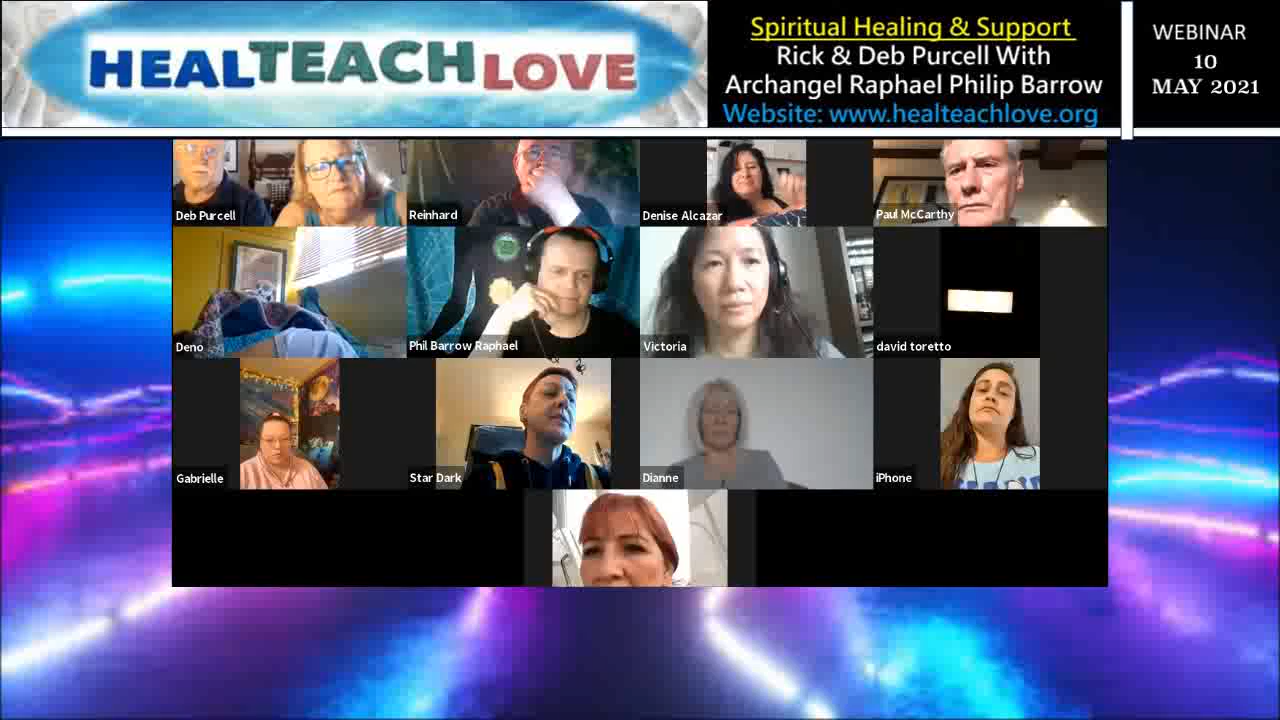 HEALTEACHLOVE
Spiritual Healing & Support
Rick & Deb Purcell With
Archangel Raphael Philip Barrow
Website: www.healteachlove.org
WEBINAR
10
MAY 2021
Deb Purcell
Reinhard
Denise Alcazar
Paul McCarthy
Deno
Phil Barrow Raphael
Victoria
david toretto
Gabrielle
Star Dark
Dianne
iPhone